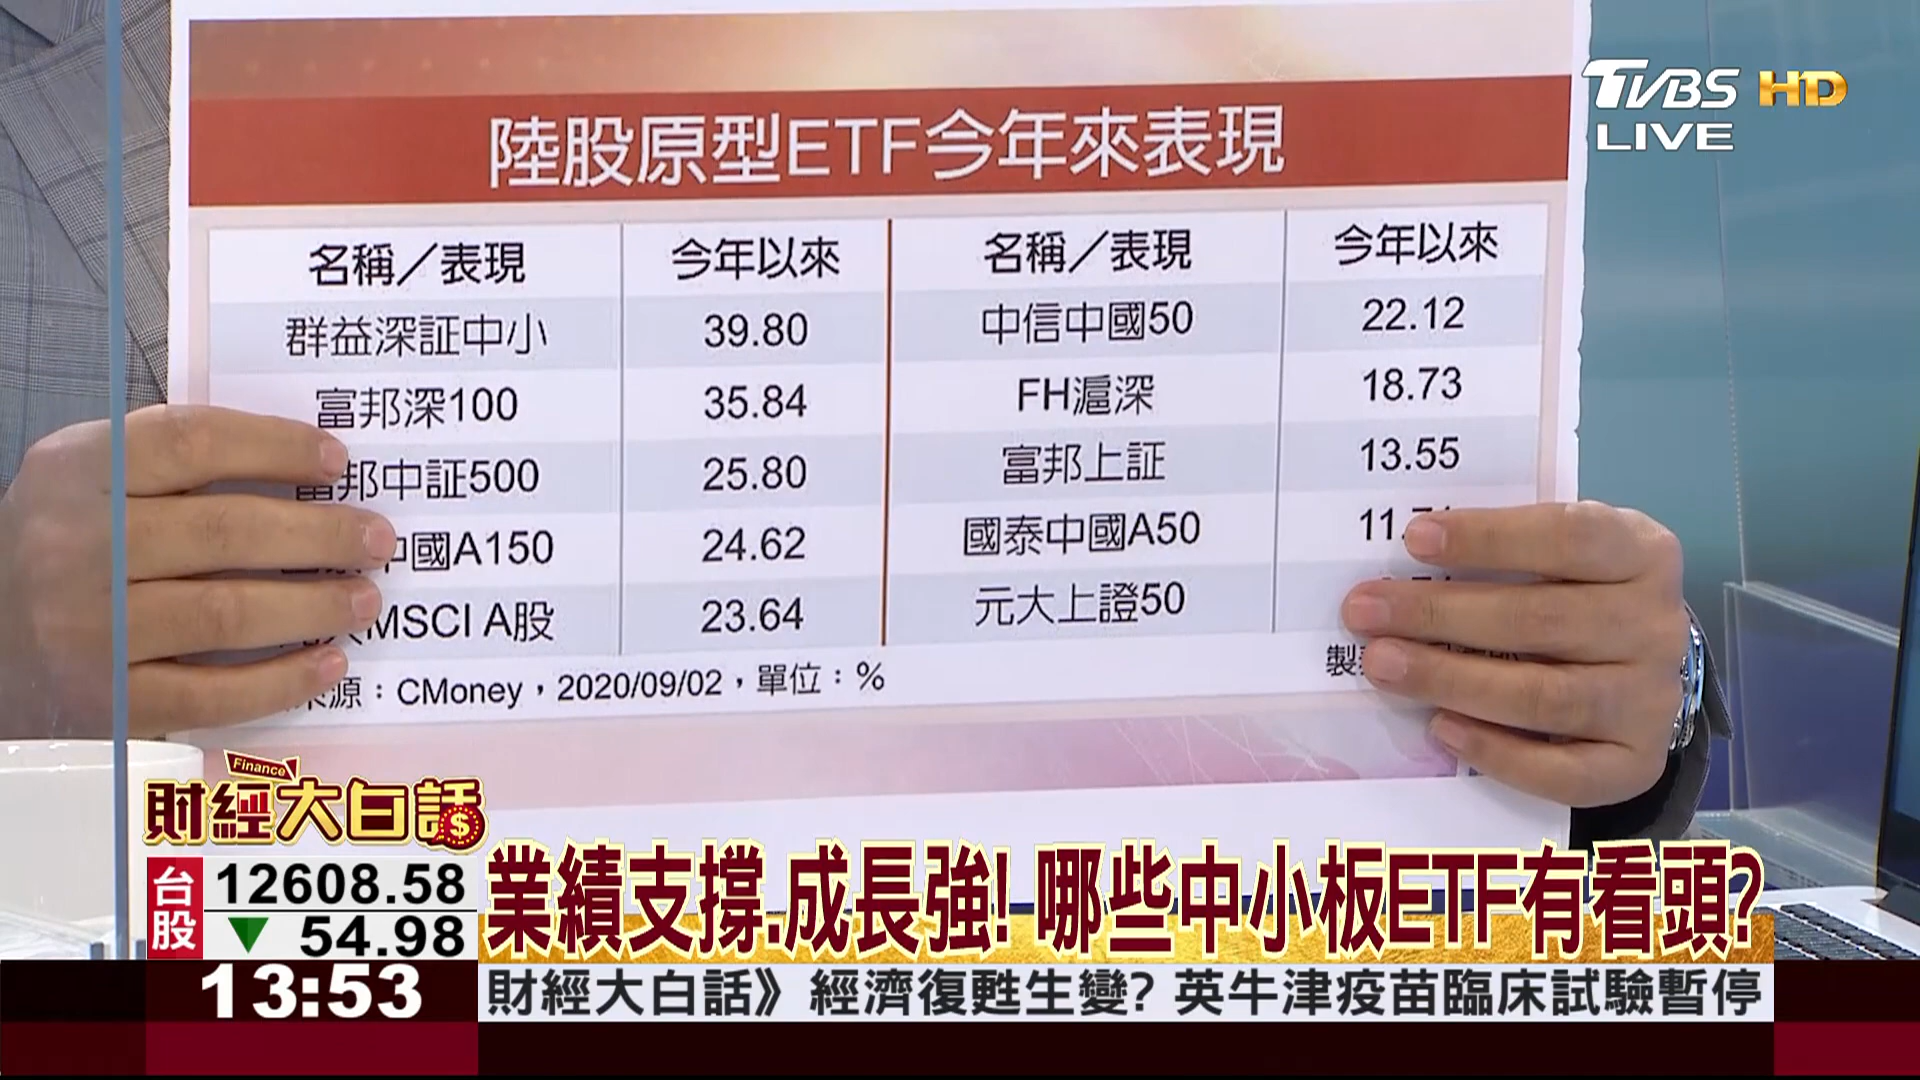 TVBS HD
LIVE
陸股原型ETF今年來表現
名稱／表現 今年以來 名稱／表現 今年以來
群益深証中小 39.80 中信中國50 22.12
富邦深100 35.84 FH滬深 18.73
富邦中証500 25.80 富邦上証 13.55
中國A150 24.62 國泰中國A50 11.
MSCI A股 23.64 元大上證50
來源：CMoney，2020/09/02，單位：% 製
Finance
財經大白話
台股 12608.58
▼ 54.98
業績支撐.成長強! 哪些中小板ETF有看頭?
13:53
財經大白話》經濟復甦生變? 英牛津疫苗臨床試驗暫停